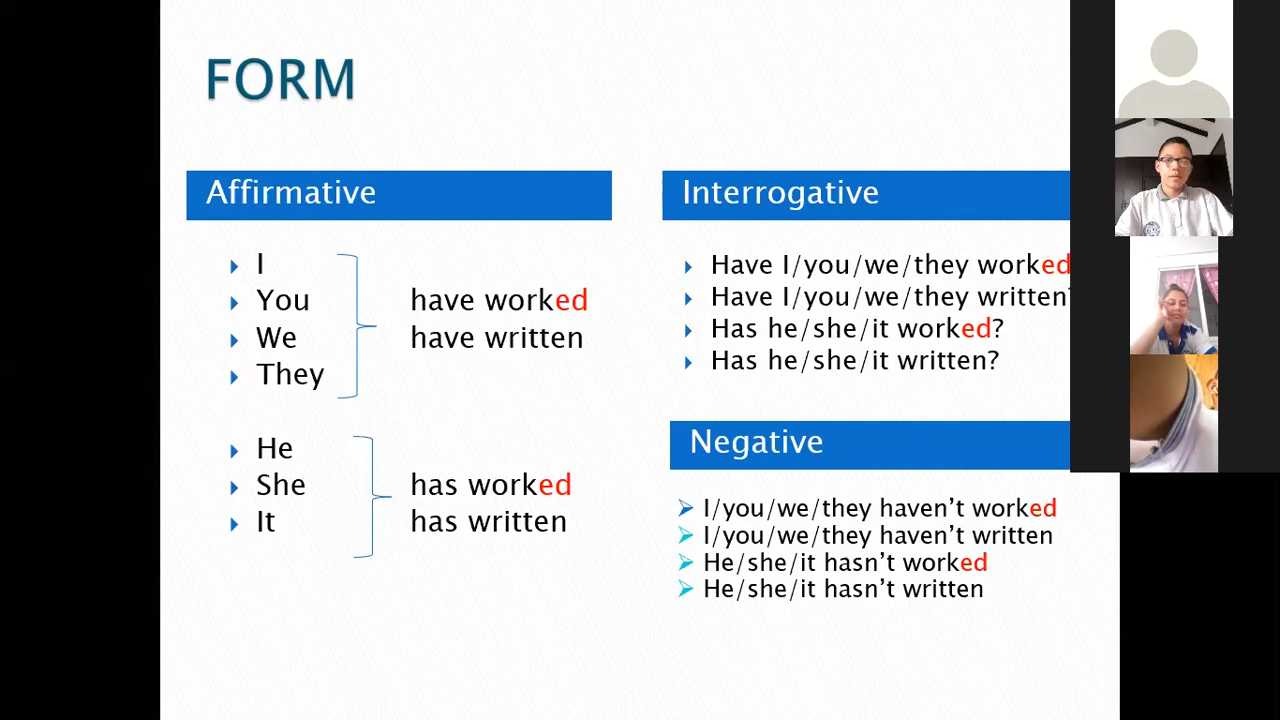 FORM
Affirmative
I
You
We
They
have worked
have written
He
She
It
has worked
has written
Interrogative
Have I/you/we/they worked
Have I/you/we/they written?
Has he/she/it worked?
Has he/she/it written?
Negative
I/you/we/they haven’t worked
I/you/we/they haven’t written
He/she/it hasn’t worked
He/she/it hasn’t written